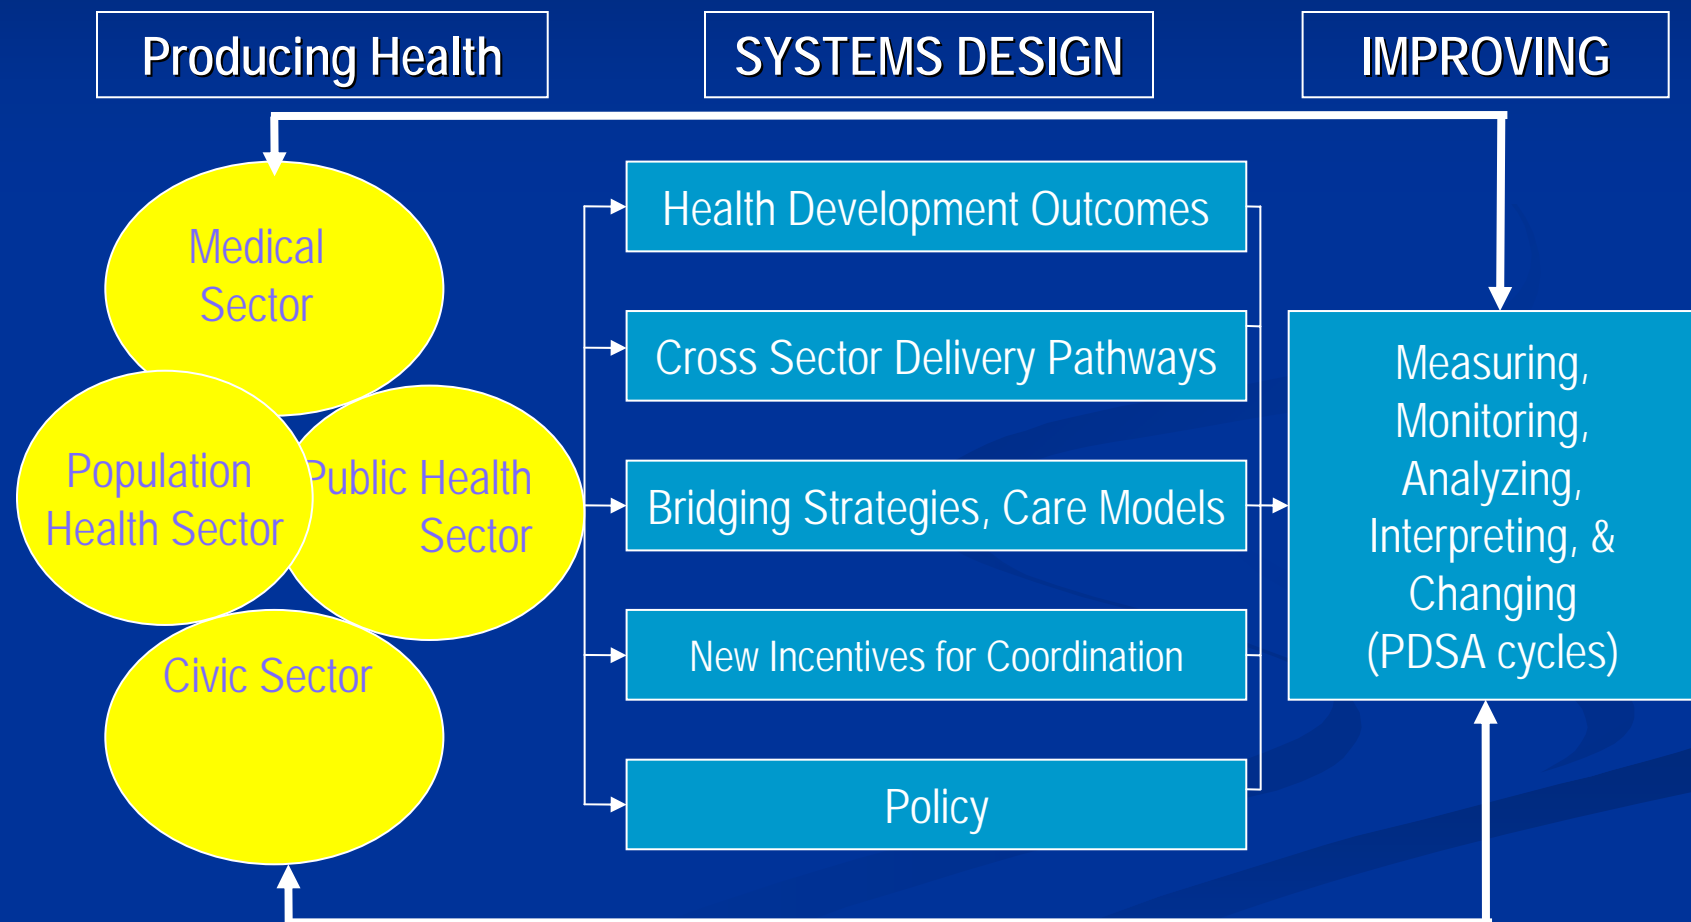 Producing Health
SYSTEMS DESIGN
IMPROVING
Medical
Sector
Population
Health Sector
Public Health
Sector
Civic Sector
Health Development Outcomes
Cross Sector Delivery Pathways
Bridging Strategies, Care Models
New Incentives for Coordination
Policy
Measuring,
Monitoring,
Analyzing,
Interpreting, &
Changing
(PDSA cycles)